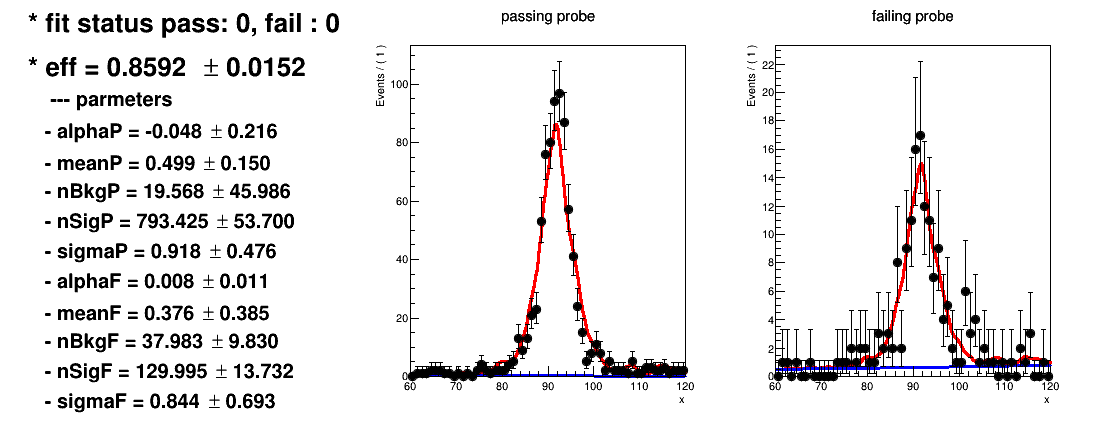 * fit status pass: 0, fail : 0
* eff = 0.8592 ± 0.0152
--- parmeters
- alphaP = -0.048 ± 0.216
- meanP = 0.499 ± 0.150
- nBkgP = 19.568 ± 45.986
- nSigP = 793.425 ± 53.700
- sigmaP = 0.918 ± 0.476
- alphaF = 0.008 ± 0.011
- meanF = 0.376 ± 0.385
- nBkgF = 37.983 ± 9.830
- nSigF = 129.995 ± 13.732
- sigmaF = 0.844 ± 0.693
passing probe
Events / ( 1 )
100
80
60
40
20
0
60 70 80 90 100 110 120
x
failing probe
Events / ( 1 )
22
20
18
16
14
12
10
8
6
4
2
0
60 70 80 90 100 110 120
x